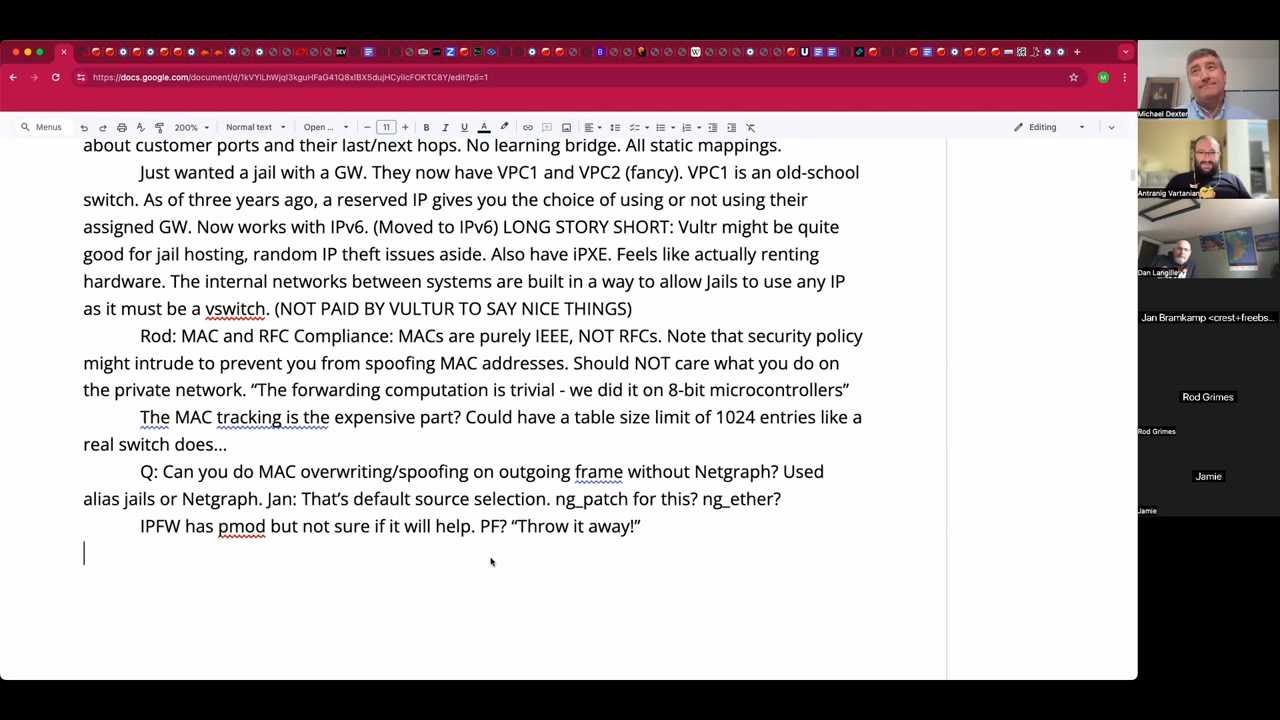 DEV
https://docs.google.com/document/d/1kVYiLhWjqI3kguHFaG41Q8xIBX5dujHCyiIcFOKTC8Y/edit?pli=1
M
Menus
200%
Normal text
Open ...
11
B I U A
Editing
about customer ports and their last/next hops. No learning bridge. All static mappings.
Just wanted a jail with a GW. They now have VPC1 and VPC2 (fancy). VPC1 is an old-school
switch. As of three years ago, a reserved IP gives you the choice of using or not using their
assigned GW. Now works with IPv6. (Moved to IPv6) LONG STORY SHORT: Vultr might be quite
good for jail hosting, random IP theft issues aside. Also have iPXE. Feels like actually renting
hardware. The internal networks between systems are built in a way to allow Jails to use any IP
as it must be a vswitch. (NOT PAID BY VULTUR TO SAY NICE THINGS)
Rod: MAC and RFC Compliance: MACs are purely IEEE, NOT RFCs. Note that security policy
might intrude to prevent you from spoofing MAC addresses. Should NOT care what you do on
the private network. “The forwarding computation is trivial - we did it on 8-bit microcontrollers”
The MAC tracking is the expensive part? Could have a table size limit of 1024 entries like a
real switch does...
Q: Can you do MAC overwriting/spoofing on outgoing frame without Netgraph? Used
alias jails or Netgraph. Jan: That’s default source selection. ng_patch for this? ng_ether?
IPFW has pmod but not sure if it will help. PF? “Throw it away!”
Michael Dexter
Antranig Vartanian
Dan Langille
Jan Bramkamp <crest+freebs...
Rod Grimes
Rod Grimes
Jamie
Jamie